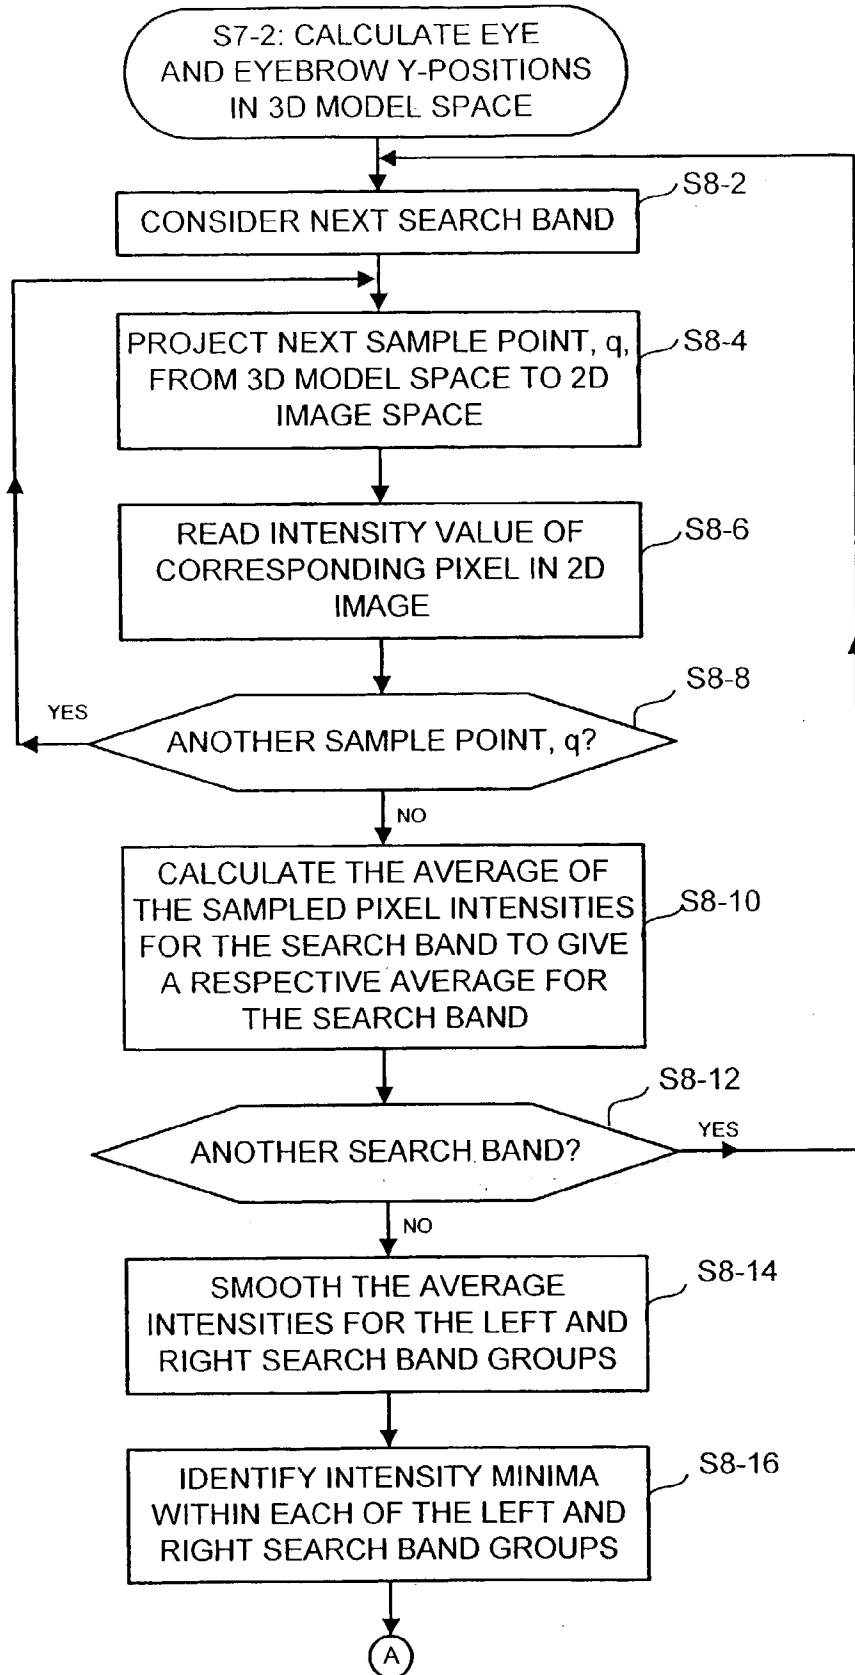 S7-2: CALCULATE EYE
AND EYEBROW Y-POSITIONS
IN 3D MODEL SPACE
S8-2
CONSIDER NEXT SEARCH BAND
PROJECT NEXT SAMPLE POINT, q,
FROM 3D MODEL SPACE TO 2D
IMAGE SPACE
S8-4
READ INTENSITY VALUE OF
CORRESPONDING PIXEL IN 2D
IMAGE
S8-6
S8-8
YES
ANOTHER SAMPLE POINT, q?
NO
CALCULATE THE AVERAGE OF
THE SAMPLED PIXEL INTENSITIES
FOR THE SEARCH BAND TO GIVE
A RESPECTIVE AVERAGE FOR
THE SEARCH BAND
S8-10
S8-12
ANOTHER SEARCH BAND?
YES
NO
SMOOTH THE AVERAGE
INTENSITIES FOR THE LEFT AND
RIGHT SEARCH BAND GROUPS
S8-14
IDENTIFY INTENSITY MINIMA
WITHIN EACH OF THE LEFT AND
RIGHT SEARCH BAND GROUPS
S8-16
A